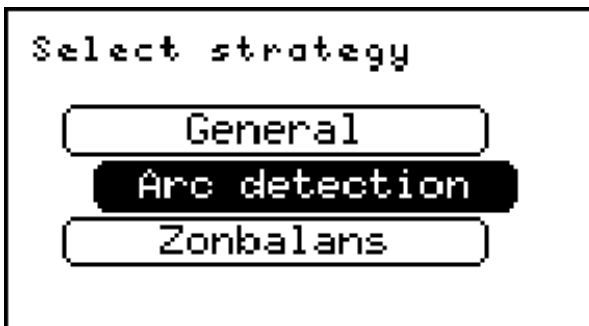 Select strategy
General
Arc detection
Zonbalans